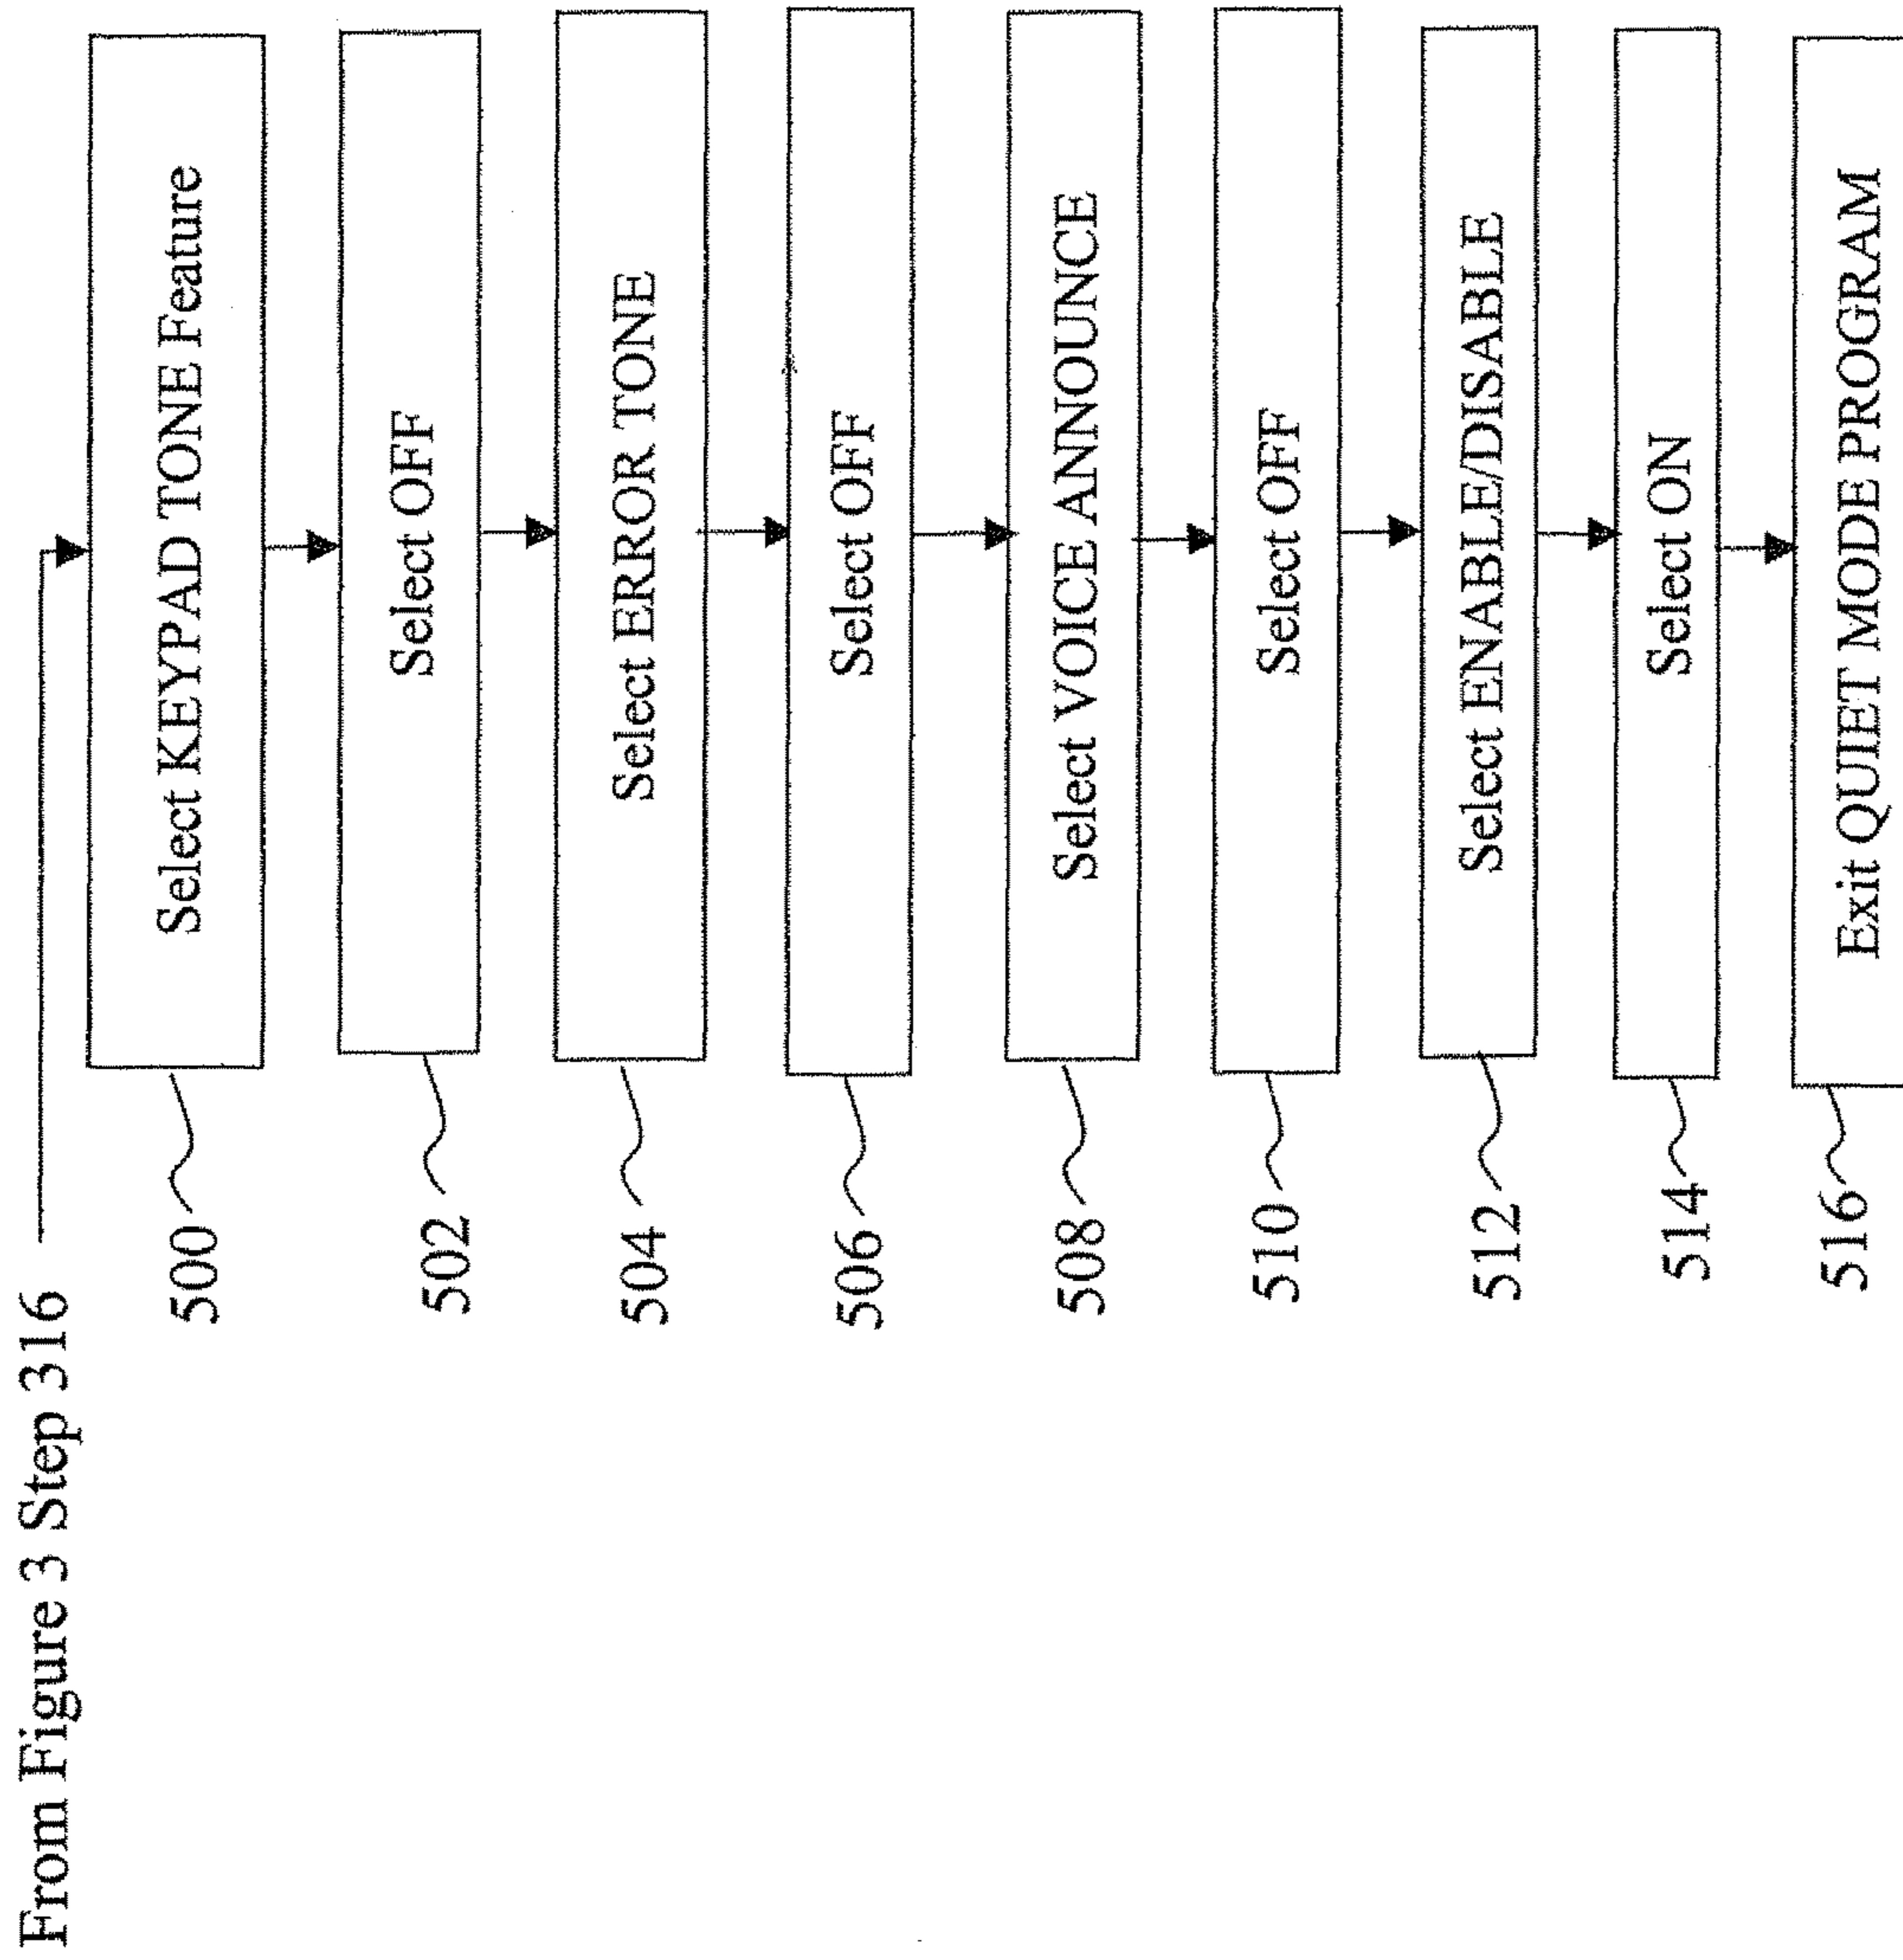 From Figure 3 Step 316
500
Select KEYPAD TONE Feature
502
Select OFF
504
Select ERROR TONE
506
Select OFF
508
Select VOICE ANNOUNCE
510
Select OFF
512
Select ENABLE/DISABLE
514
Select ON
516
Exit QUIET MODE PROGRAM